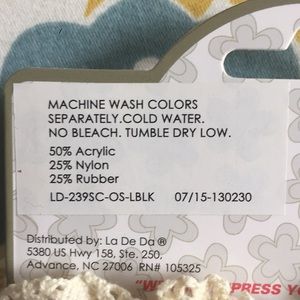 MACHINE WASH COLORS
SEPARATELY.COLD WATER.
NO BLEACH. TUMBLE DRY LOW.
50% Acrylic
25% Nylon
25% Rubber
LD-239SC-OS-LBLK 07/15-130230
Distributed by: La De Da®
5380 US Hwy 158, Ste. 250,
Advance, NC 27006 RN# 105325
PRESS Y